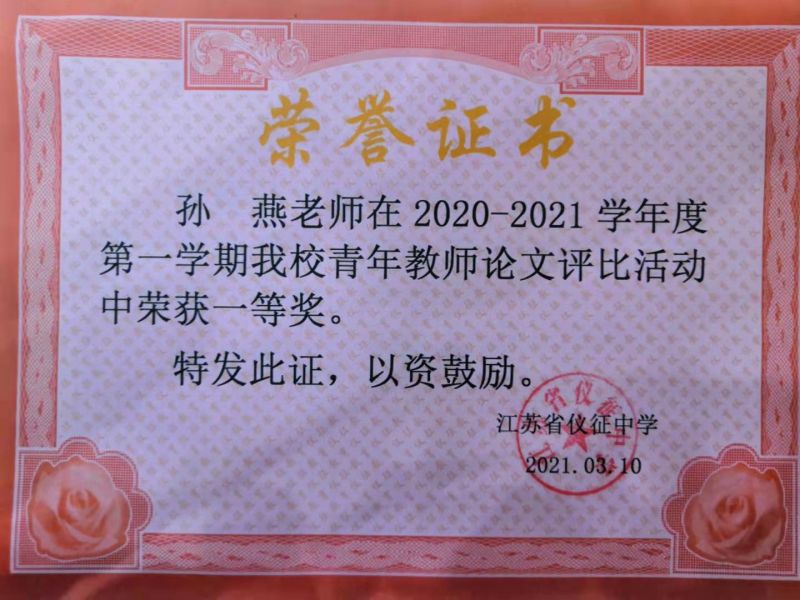 荣誉证书
孙 燕老师在 2020-2021 学年度
第一学期我校青年教师论文评比活动
中荣获一等奖。
特发此证，以资鼓励。
江苏省仪征中学
2021.03.10